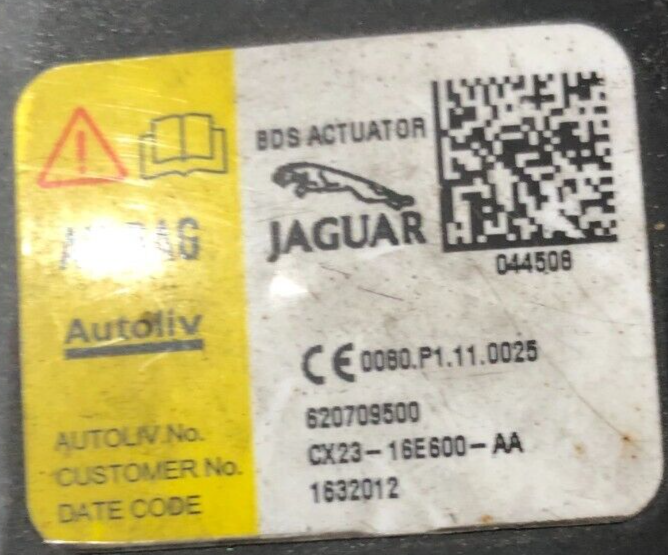 BDS ACTUATOR
JAGUAR
044508
AIRBAG
Autoliv
CE 0080.P1.11.0025
AUTOLIV.No. 620709500
CUSTOMER No. CX23-16E600-AA
DATE CODE 1632012